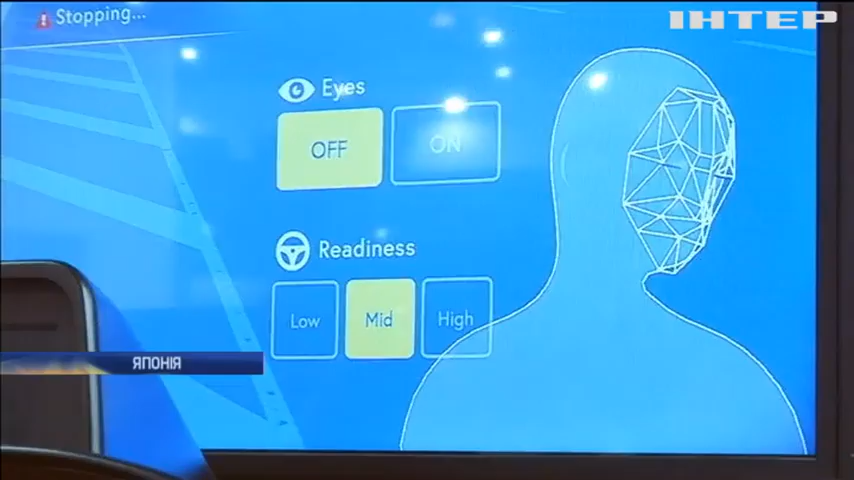 Stopping...
ІНТЕР
Eyes
OFF
ON
Readiness
Low
Mid
High
ЯПОНІЯ